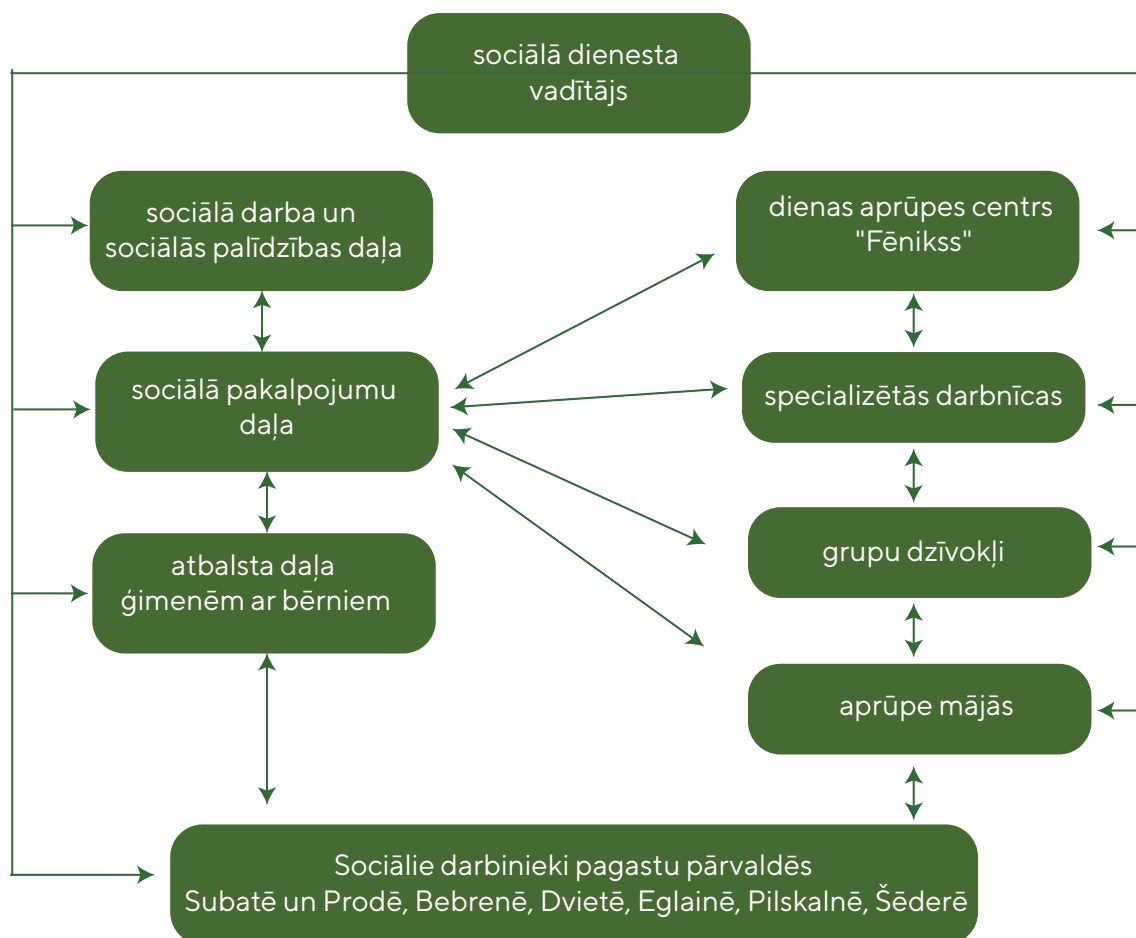 sociālā dienesta
vadītājs
sociālā darba un
sociālās palīdzības daļa
dienas aprūpes centrs
"Fēnikss"
sociālā pakalpojumu
daļa
specializētās darbnīcas
atbalsta daļa
ģimenēm ar bērniem
grupu dzīvokļi
aprūpe mājās
Sociālie darbinieki pagastu pārvaldēs
Subatē un Prodē, Bebrenē, Dvietē, Eglainē, Pilskalnē, Šēderē